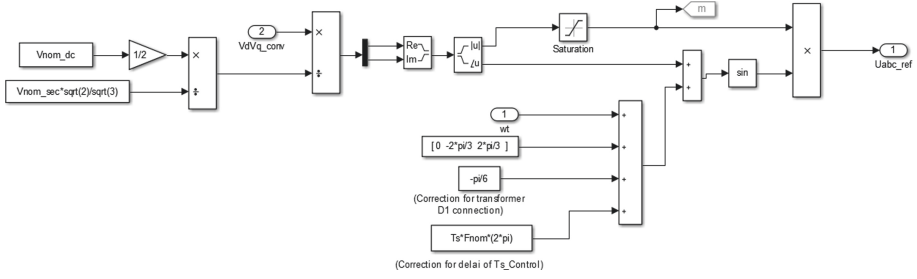 m
2
VdVq_conv
Vnom_dc
1/2
×
÷
×
÷
Re
Im
|u|
∠u
Saturation
×
1
Uabc_ref
Vnom_sec*sqrt(2)/sqrt(3)
+
+
sin
1
wt
+
[ 0 -2*pi/3 2*pi/3 ]
+
-pi/6
+
(Correction for transformer
D1 connection)
Ts*Fnom*(2*pi)
+
(Correction for delai of Ts_Control)